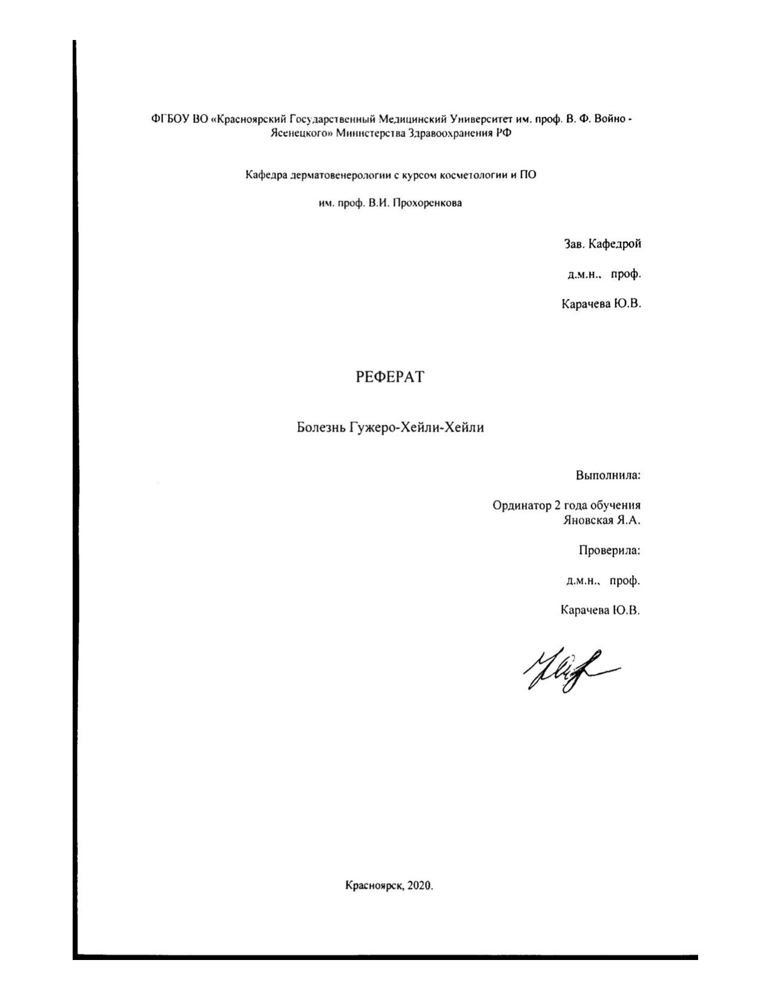 ФГБОУ ВО «Красноярский Государственный Медицинский Университет им. проф. В. Ф. Войно -
Ясенецкого» Министерства Здравоохранения РФ
Кафедра дерматовенерологии с курсом косметологии и ПО
им. проф. В.И. Прохоренкова
Зав. Кафедрой
д.м.н., проф.
Карачева Ю.В.
РЕФЕРАТ
Болезнь Гужеро-Хейли-Хейли
Выполнила:
Ординатор 2 года обучения
Яновская Я.А.
Проверила:
д.м.н., проф.
Карачева Ю.В.
Красноярск, 2020.